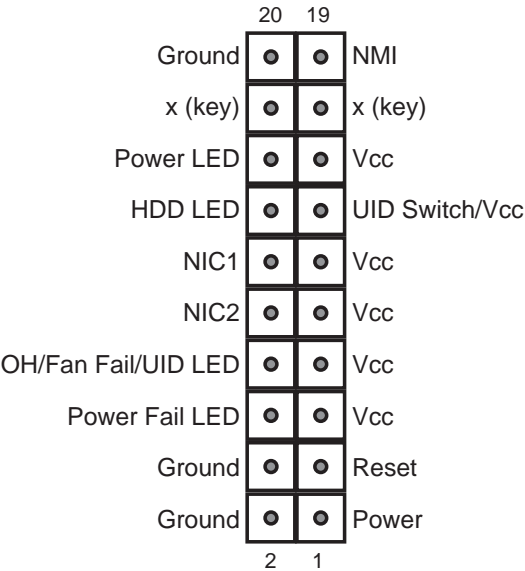 20 19
Ground NMI
x (key) x (key)
Power LED Vcc
HDD LED UID Switch/Vcc
NIC1 Vcc
NIC2 Vcc
OH/Fan Fail/UID LED Vcc
Power Fail LED Vcc
Ground Reset
Ground Power
2 1